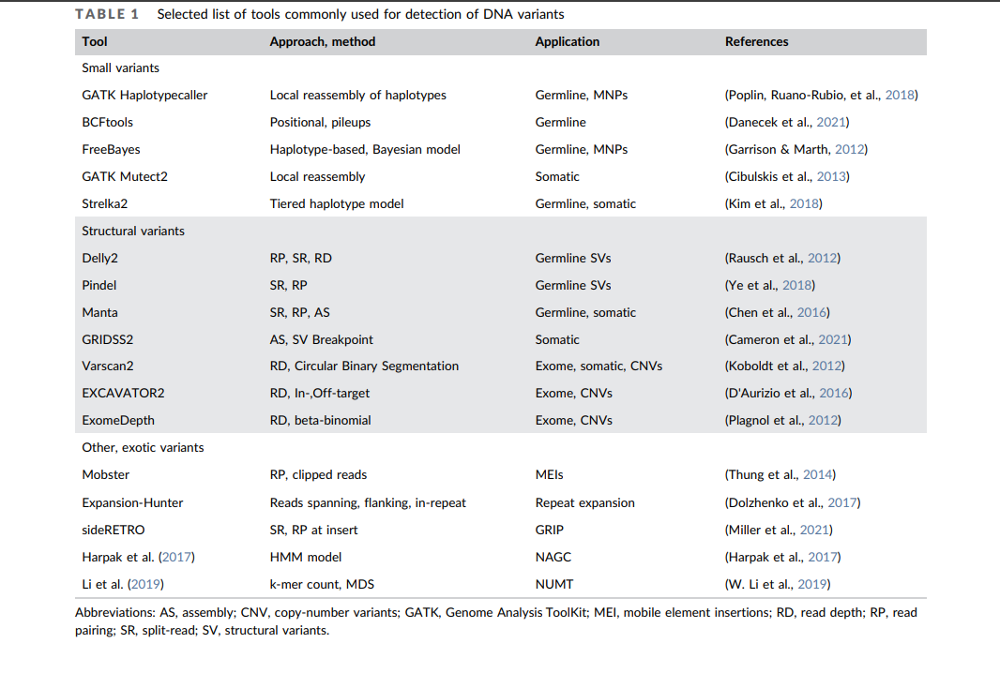 TABLE 1 Selected list of tools commonly used for detection of DNA variants
Tool Approach, method Application References
Small variants
GATK Haplotypecaller Local reassembly of haplotypes Germline, MNPs (Poplin, Ruano-Rubio, et al., 2018)
BCFtools Positional, pileups Germline (Danecek et al., 2021)
FreeBayes Haplotype-based, Bayesian model Germline, MNPs (Garrison & Marth, 2012)
GATK Mutect2 Local reassembly Somatic (Cibulskis et al., 2013)
Strelka2 Tiered haplotype model Germline, somatic (Kim et al., 2018)
Structural variants
Delly2 RP, SR, RD Germline SVs (Rausch et al., 2012)
Pindel SR, RP Germline SVs (Ye et al., 2018)
Manta SR, RP, AS Germline, somatic (Chen et al., 2016)
GRIDSS2 AS, SV Breakpoint Somatic (Cameron et al., 2021)
Varscan2 RD, Circular Binary Segmentation Exome, somatic, CNVs (Koboldt et al., 2012)
EXCAVATOR2 RD, In-,Off-target Exome, CNVs (D'Aurizio et al., 2016)
ExomeDepth RD, beta-binomial Exome, CNVs (Plagnol et al., 2012)
Other, exotic variants
Mobster RP, clipped reads MEIs (Thung et al., 2014)
Expansion-Hunter Reads spanning, flanking, in-repeat Repeat expansion (Dolzhenko et al., 2017)
sideRETRO SR, RP at insert GRIP (Miller et al., 2021)
Harpak et al. (2017) HMM model NAGC (Harpak et al., 2017)
Li et al. (2019) k-mer count, MDS NUMT (W. Li et al., 2019)
Abbreviations: AS, assembly; CNV, copy-number variants; GATK, Genome Analysis ToolKit; MEI, mobile element insertions; RD, read depth; RP, read
pairing; SR, split-read; SV, structural variants.